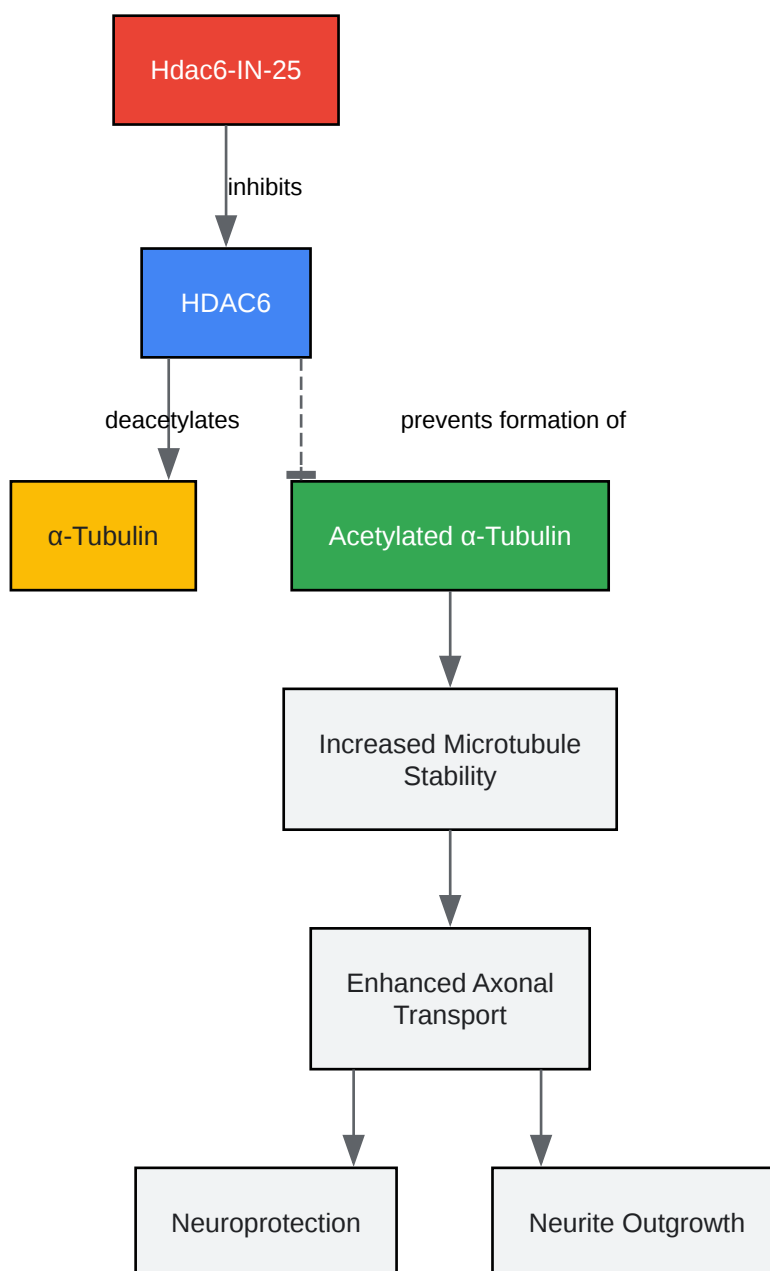 Hdac6-IN-25
inhibits
HDAC6
deacetylates
prevents formation of
α-Tubulin
Acetylated α-Tubulin
Increased Microtubule
Stability
Enhanced Axonal
Transport
Neuroprotection
Neurite Outgrowth